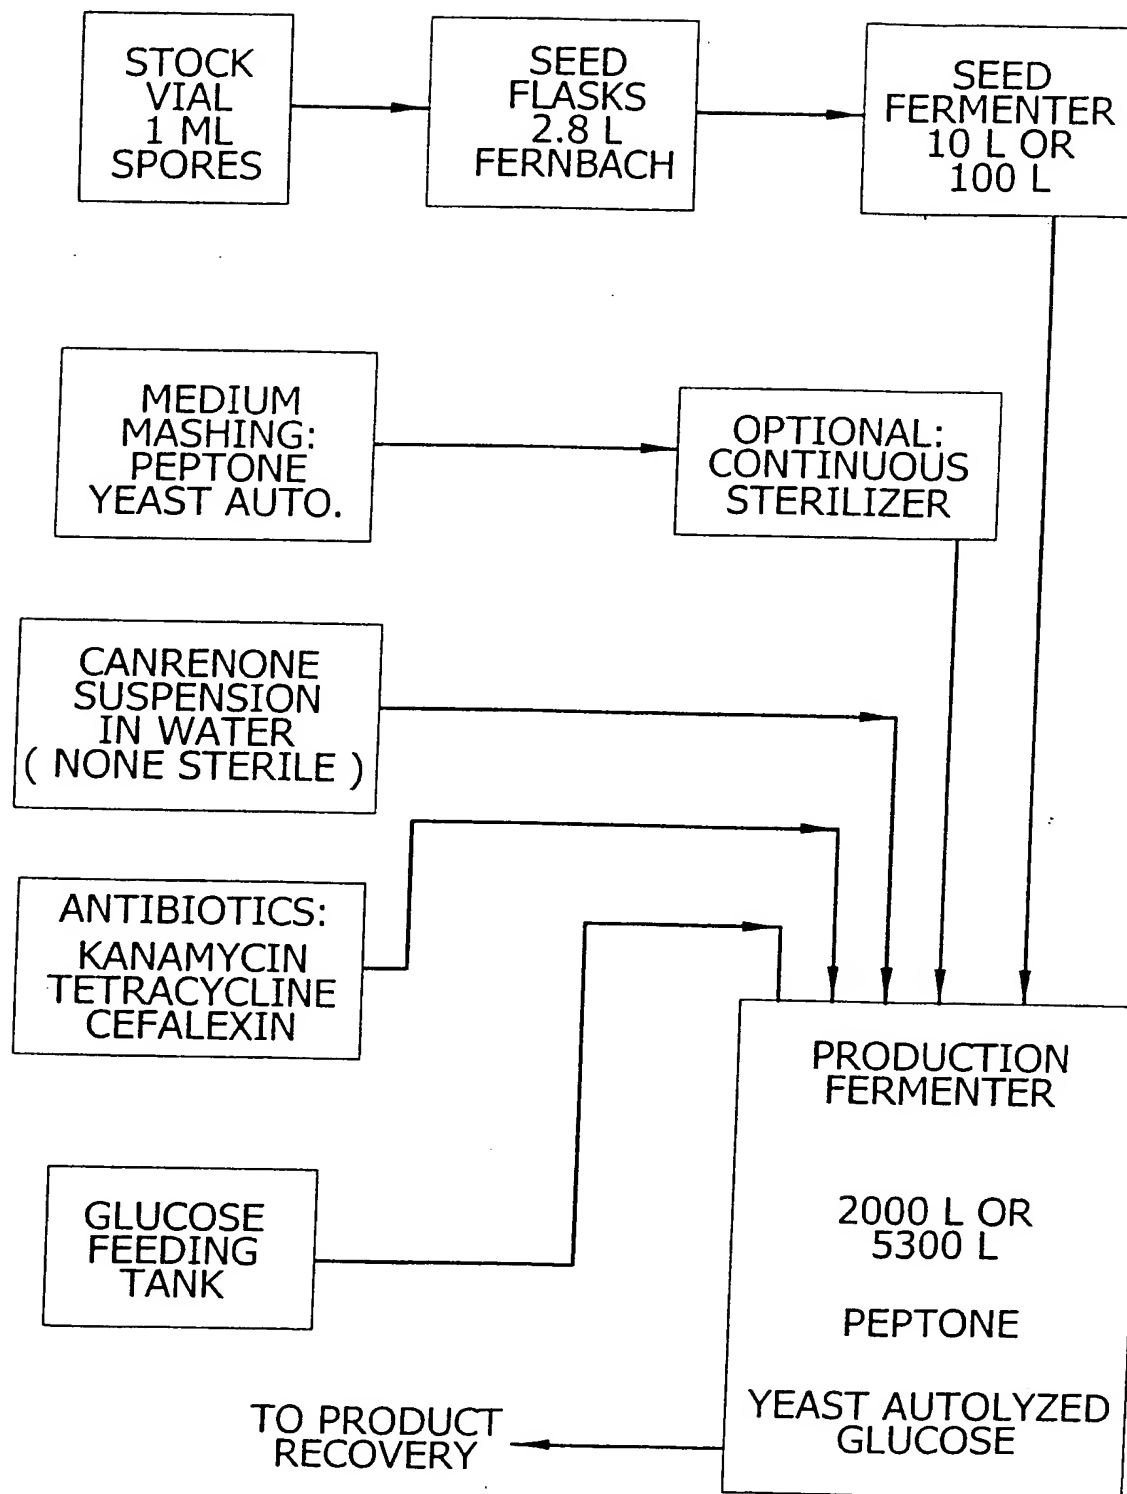 STOCK
VIAL
1 ML
SPORES
SEED
FLASKS
2.8 L
FERNBACH
SEED
FERMENTER
10 L OR
100 L
MEDIUM
MASHING:
PEPTONE
YEAST AUTO.
OPTIONAL:
CONTINUOUS
STERILIZER
CANRENONE
SUSPENSION
IN WATER
( NONE STERILE )
ANTIBIOTICS:
KANAMYCIN
TETRACYCLINE
CEFALEXIN
GLUCOSE
FEEDING
TANK
PRODUCTION
FERMENTER
2000 L OR
5300 L
PEPTONE
YEAST AUTOLYZED
GLUCOSE
TO PRODUCT
RECOVERY